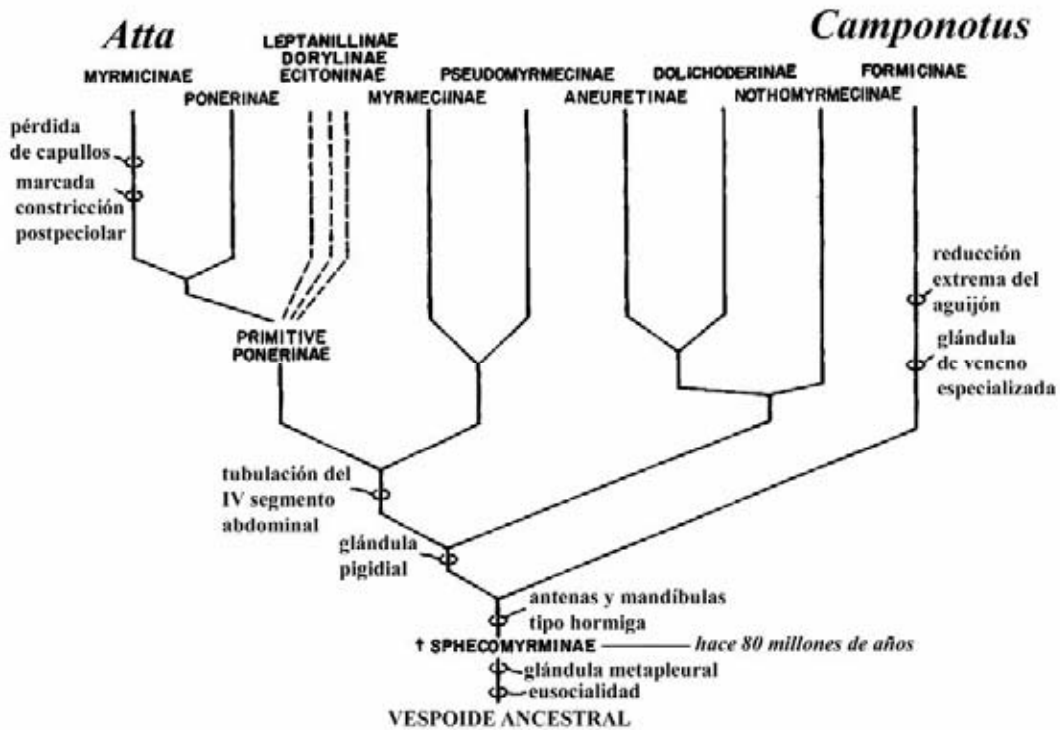 Atta
Camponotus
LEPTANILLINAE
DORYLINAE
ECITONINAE
MYRMICINAE
PSEUDOMYRMECINAE
DOLICHODERINAE
FORMICINAE
PONERINAE
MYRMECIINAE
ANEURETINAE
NOTHOMYRMECIINAE
pérdida
de capullos
marcada
constricción
postpeciolar
reducción
extrema del
aguijón
glándula
de veneno
especializada
PRIMITIVE
PONERINAE
tubulación del
IV segmento
abdominal
glándula
pigidial
antenas y mandíbulas
tipo hormiga
† SPHECOMYRMINAE
hace 80 millones de años
glándula metapleural
eusocialidad
VESPOIDE ANCESTRAL